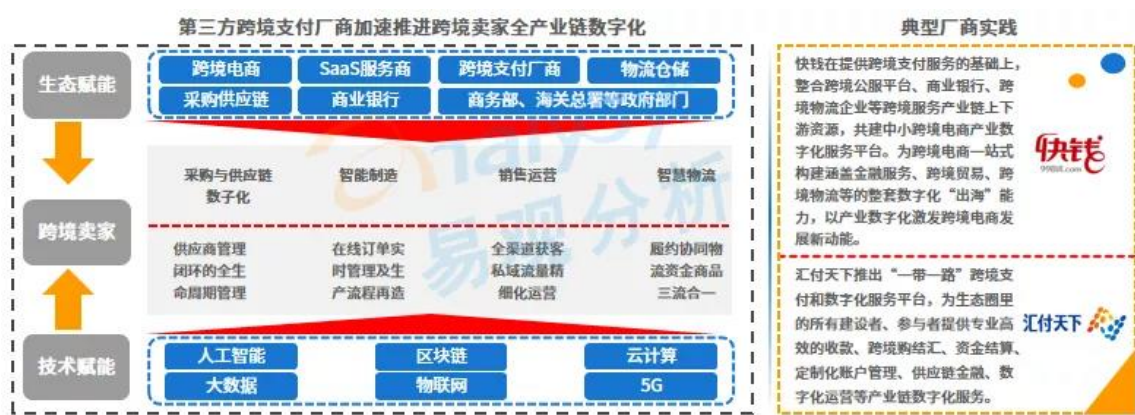 第三方跨境支付厂商加速推进跨境卖家全产业链数字化
生态赋能
跨境电商 SaaS服务商 跨境支付厂商 物流仓储
采购供应链 商业银行 商务部、海关总署等政府部门
跨境卖家
采购与供应链 智能制造 销售运营 智慧物流
数子化
供应商管理 在线订单实 全渠道获客 履约协同物
闭环的全生 时管理及生 私域流量精 流资金商品
命周期管理 产流程再造 细化运营 三流合一
技术赋能
人工智能 区块链 云计算
大数据 物联网 5G
易观分析
典型厂商实践
快钱在提供跨境支付服务的基础上，
整合跨境公服平台、商业银行、跨
境物流企业等跨境服务产业链上下
游资源，共建中小跨境电商产业数
字化服务平台。为跨境电商一站式
构建涵盖金融服务、跨境贸易、跨
境物流等的整套数字化“出海”能
力，以产业数字化激发跨境电商发
展新动能。
快钱
99bill.com
汇付天下推出“一带一路”跨境支
付和数字化服务平台，为生态圈里
的所有建设者、参与者提供专业高
效的收款、跨境购结汇、资金结算、
定制化账户管理、供应链金融、数
字化运营等产业链数字化服务。
汇付天下